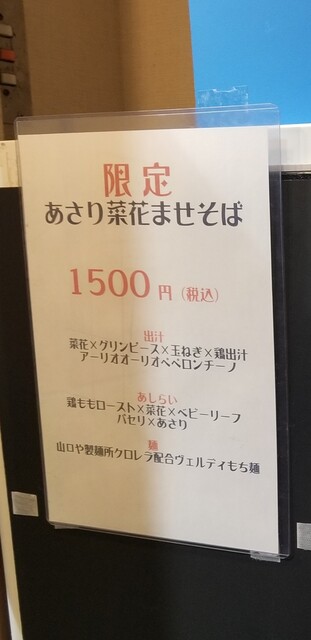 限定
あさり菜花ませそば
1500円（税込）
出汁
菜花×グリンピース×玉ねぎ×鶏出汁
アーリオオーリオペペロンチーノ
あしらい
鶏ももロースト×菜花×ベビーリーフ
パセリ×あさり
麺
山口や製麺所クロレラ配合ヴェルディもち麺